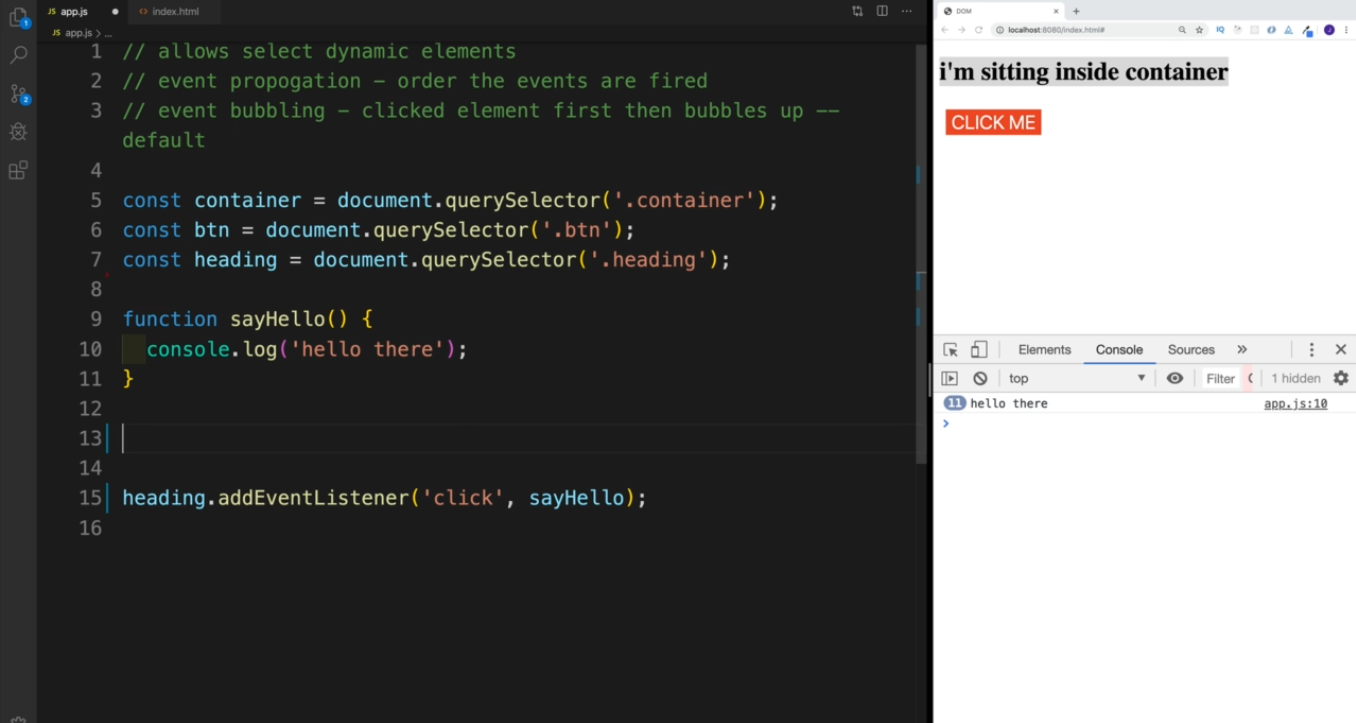 JS app.js ● <> index.html
JS app.js > ...
1 // allows select dynamic elements
2 // event propogation – order the events are fired
3 // event bubbling – clicked element first then bubbles up ––
default
4
5 const container = document.querySelector('.container');
6 const btn = document.querySelector('.btn');
7 const heading = document.querySelector('.heading');
8
9 function sayHello() {
10 console.log('hello there');
11 }
12
13
14
15 heading.addEventListener('click', sayHello);
16
1
2
DOM
localhost:8080/index.html#
IQ
i'm sitting inside container
CLICK ME
Elements Console Sources »
top Filter 1 hidden
11 hello there app.js:10